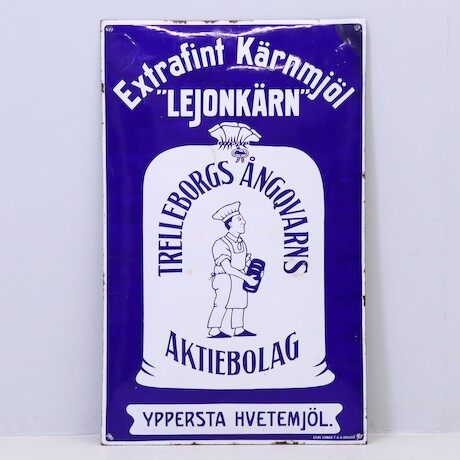 Extrafint Kärnmjöl
"LEJONKÄRN"
TRELLEBORGS ÅNGQVARNS
AKTIEBOLAG
YPPERSTA HVETEMJÖL.